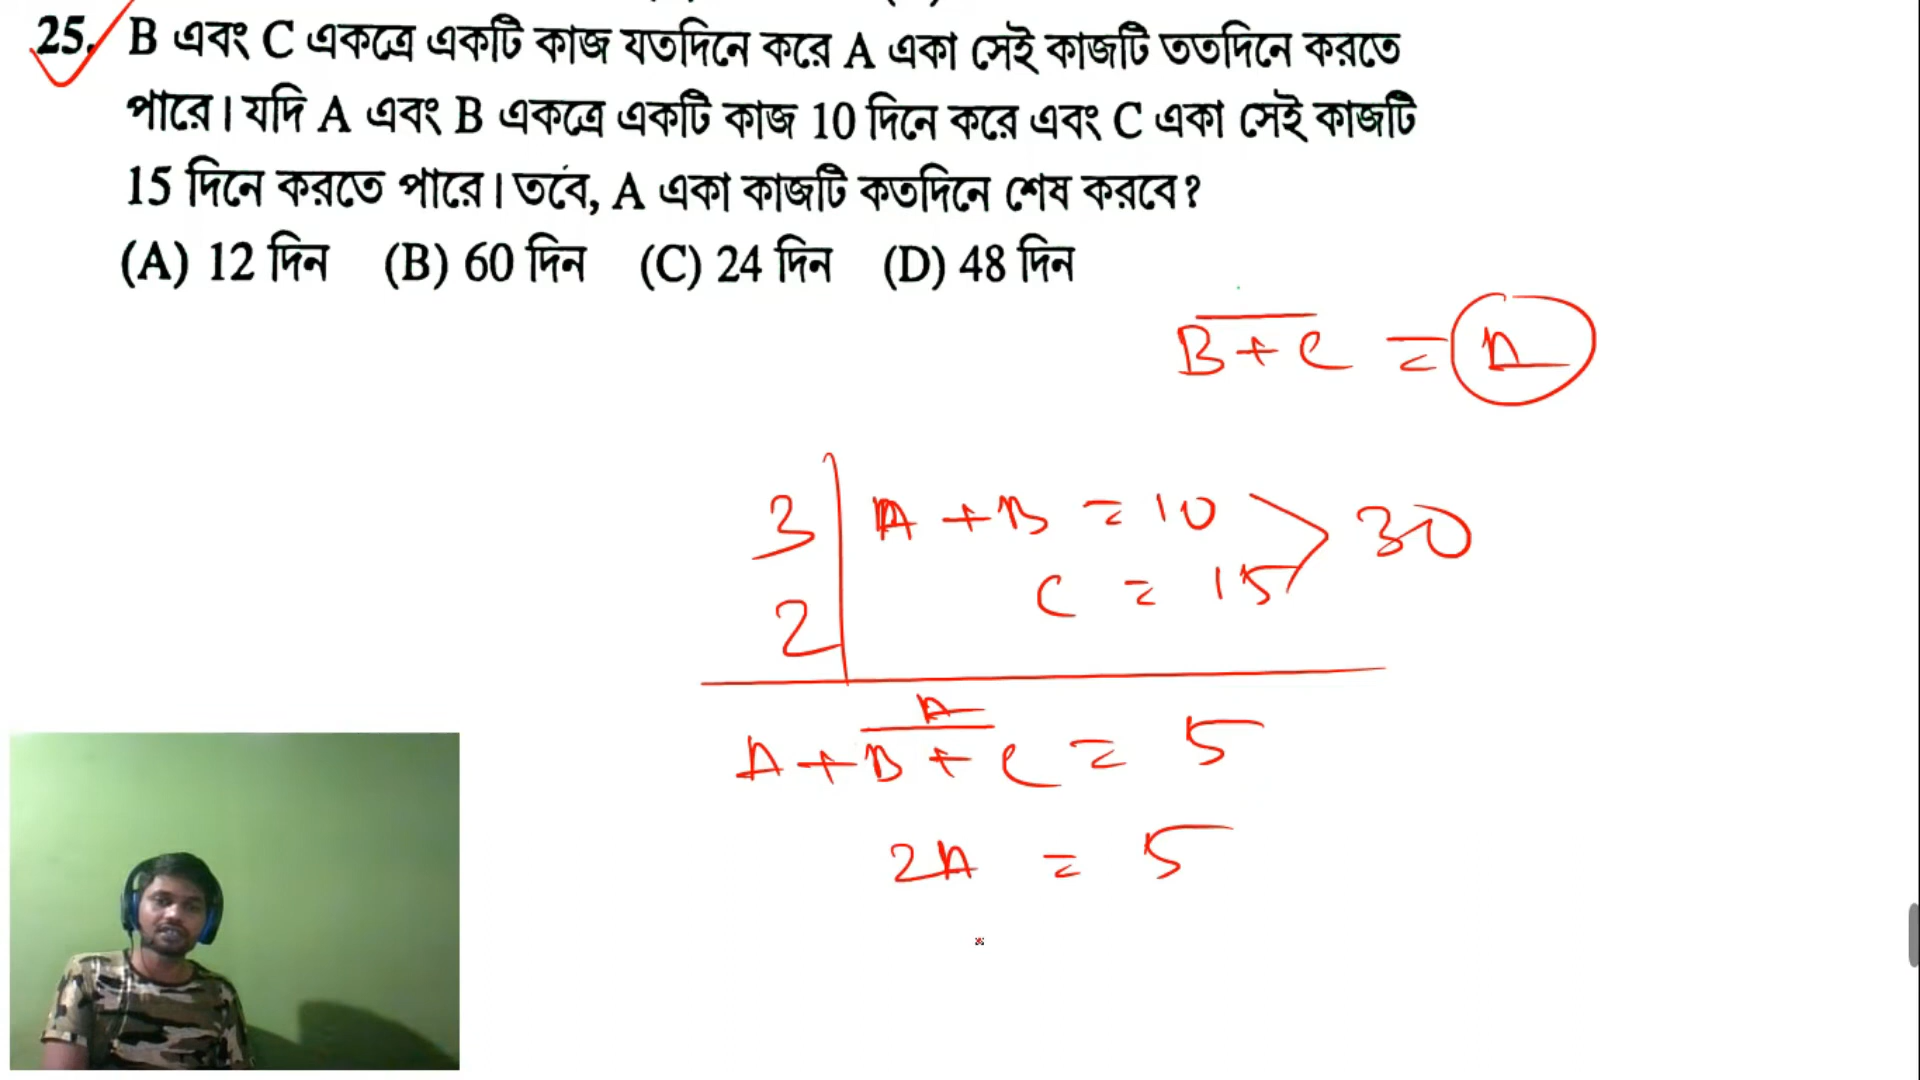 25. B এবং C একত্রে একটি কাজ যতদিনে করে A একা সেই কাজটি ততদিনে করতে
পারে। যদি A এবং B একত্রে একটি কাজ 10 দিনে করে এবং C একা সেই কাজটি
15 দিনে করতে পারে। তবে, A একা কাজটি কতদিনে শেষ করবে?
(A) 12 দিন (B) 60 দিন (C) 24 দিন (D) 48 দিন
B + C = A
3 A + B = 10 30
2 C = 15
A
A + B + C = 5
2A = 5